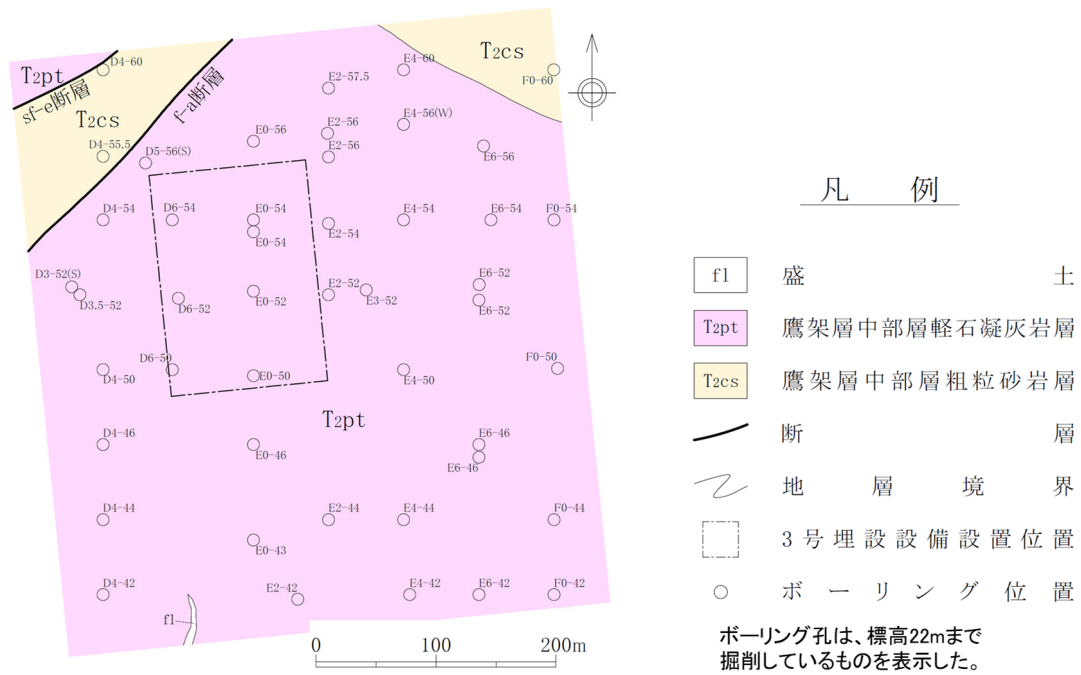 T2pt
D4-60
sf-e断層
f-a断層
T2cs
D4-55.5
D5-56(S)
E0-56
E2-57.5
E2-56
E2-56
E4-60
E4-56(W)
T2cs
F0-60
E6-56
D4-54
D6-54
E0-54
E0-54
E2-54
E4-54
E6-54
F0-54
D3-52(S)
D3.5-52
D6-52
E0-52
E2-52
E3-52
E6-52
E6-52
D4-50
D6-50
E0-50
E4-50
F0-50
T2pt
D4-46
E0-46
E6-46
E6-46
D4-44
E2-44
E4-44
F0-44
E0-43
D4-42
E2-42
E4-42
E6-42
F0-42
fl
0 100 200m
凡 例
fl 盛土
T2pt 鷹架層中部層軽石凝灰岩層
T2cs 鷹架層中部層粗粒砂岩層
断層
地層境界
3号埋設設備設置位置
ボーリング位置
ボーリング孔は、標高22mまで
掘削しているものを表示した。